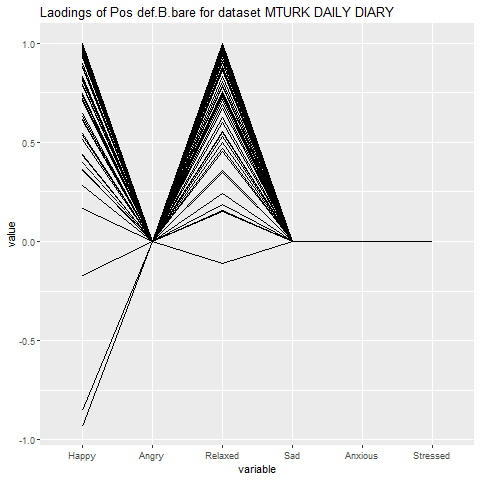 Laodings of Pos def.B.bare for dataset MTURK DAILY DIARY
1.0
0.5
0.0
-0.5
-1.0
value
Happy Angry Relaxed Sad Anxious Stressed
variable